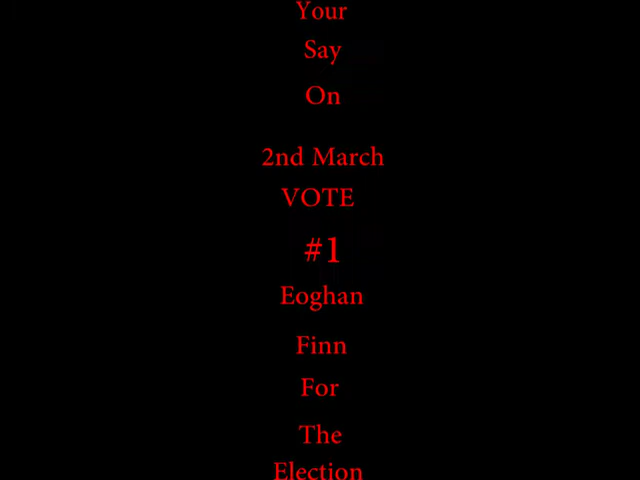 Your
Say
On
2nd March
VOTE
#1
Eoghan
Finn
For
The
Election